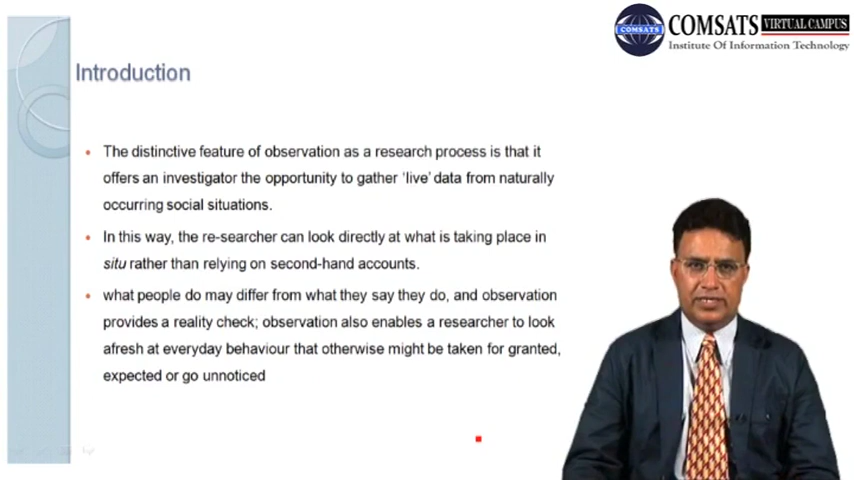 COMSATS VIRTUAL CAMPUS
COMSATS
Institute Of Information Technology
Introduction
• The distinctive feature of observation as a research process is that it
offers an investigator the opportunity to gather ‘live’ data from naturally
occurring social situations.
• In this way, the re-searcher can look directly at what is taking place in
situ rather than relying on second-hand accounts.
• what people do may differ from what they say they do, and observation
provides a reality check; observation also enables a researcher to look
afresh at everyday behaviour that otherwise might be taken for granted,
expected or go unnoticed